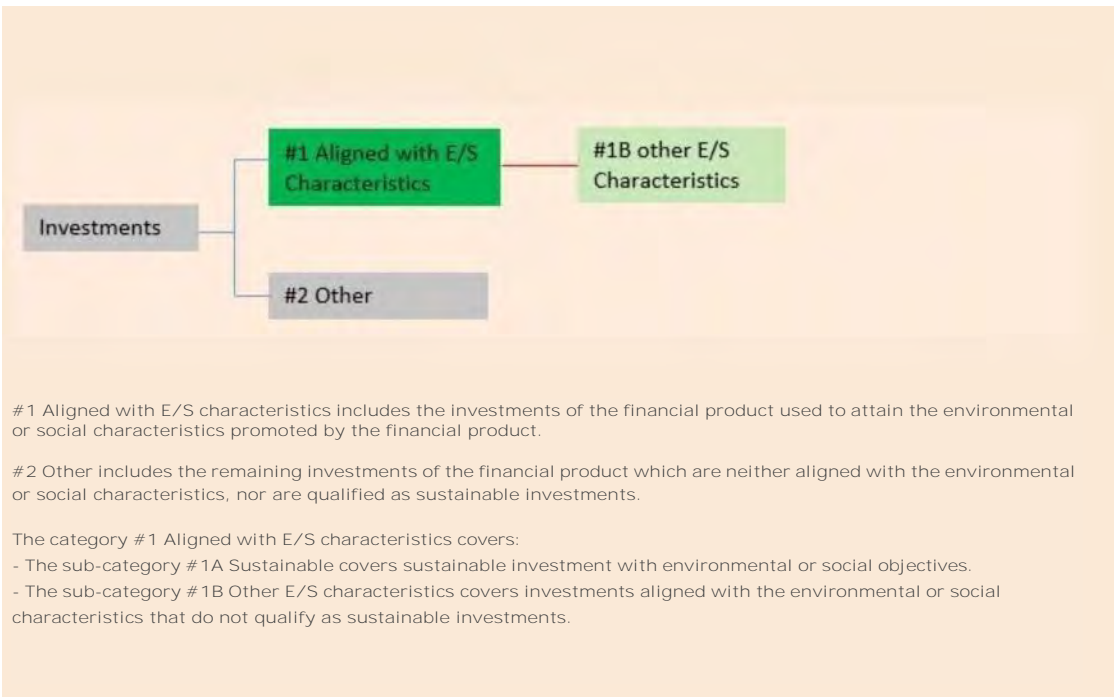 #1 Aligned with E/S
Characteristics
#1B other E/S
Characteristics
Investments
#2 Other
#1 Aligned with E/S characteristics includes the investments of the financial product used to attain the environmental
or social characteristics promoted by the financial product.
#2 Other includes the remaining investments of the financial product which are neither aligned with the environmental
or social characteristics, nor are qualified as sustainable investments.
The category #1 Aligned with E/S characteristics covers:
- The sub-category #1A Sustainable covers sustainable investment with environmental or social objectives.
- The sub-category #1B Other E/S characteristics covers investments aligned with the environmental or social
characteristics that do not qualify as sustainable investments.